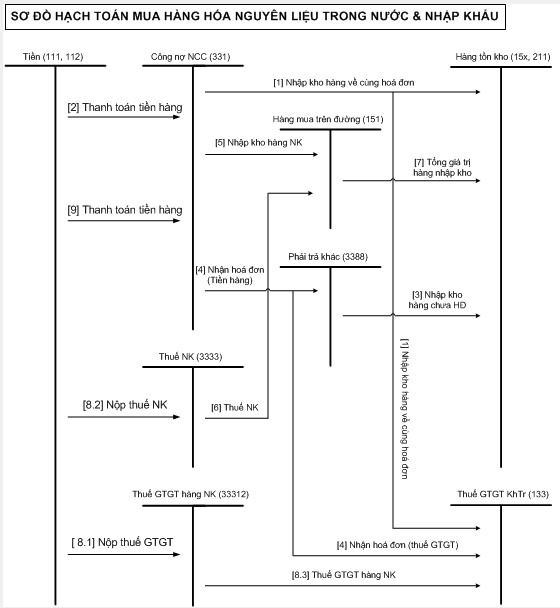 SƠ ĐỒ HẠCH TOÁN MUA HÀNG HÓA NGUYÊN LIỆU TRONG NƯỚC & NHẬP KHẨU
Tiền (111, 112)
Công nợ NCC (331)
Hàng tồn kho (15x, 211)
[1] Nhập kho hàng về cùng hoá đơn
[2] Thanh toán tiền hàng
Hàng mua trên đường (151)
[5] Nhập kho hàng NK
[7] Tổng giá trị
hàng nhập kho
[9] Thanh toán tiền hàng
Phải trả khác (3388)
[4] Nhận hoá đơn
(Tiền hàng)
[3] Nhập kho
hàng chưa HĐ
[1] Nhập kho hàng về cùng hoá đơn
Thuế NK (3333)
[8.2] Nộp thuế NK
[6] Thuế NK
Thuế GTGT hàng NK (33312)
Thuế GTGT KhTr (133)
[ 8.1] Nộp thuế GTGT
[4] Nhận hoá đơn (thuế GTGT)
[8.3] Thuế GTGT hàng NK